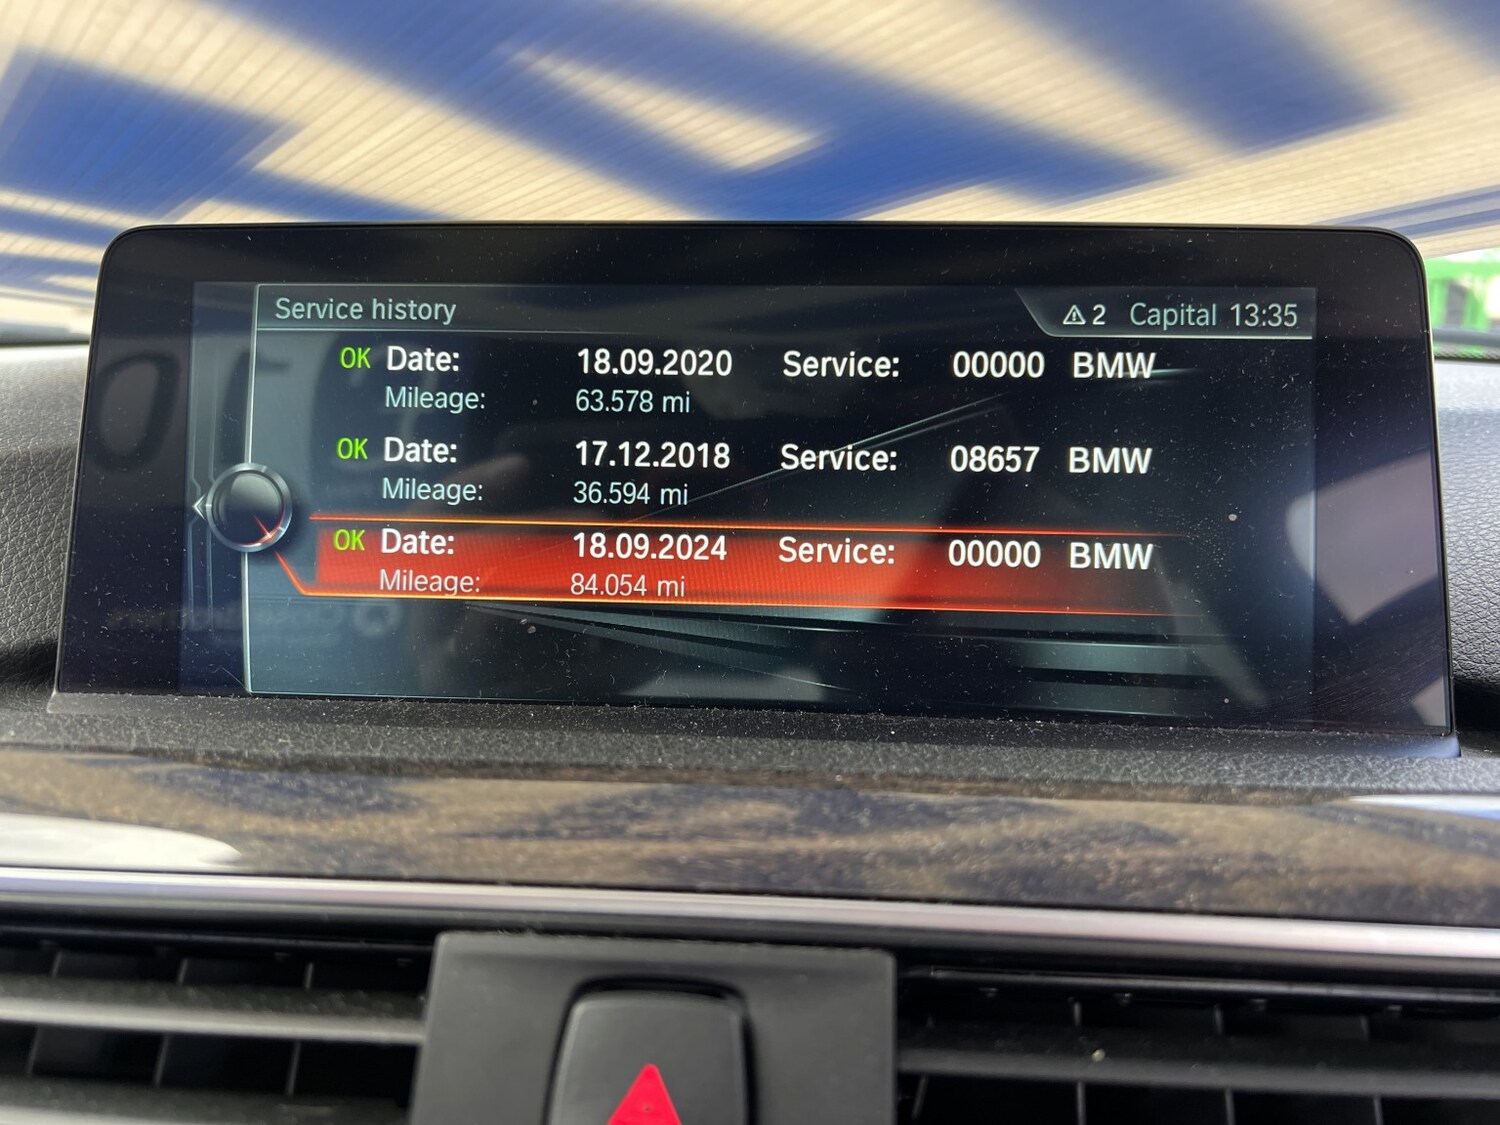 Service history 2 Capital 13:35
OK Date: 18.09.2020 Service: 00000 BMW
Mileage: 63.578 mi
OK Date: 17.12.2018 Service: 08657 BMW
Mileage: 36.594 mi
OK Date: 18.09.2024 Service: 00000 BMW
Mileage: 84.054 mi